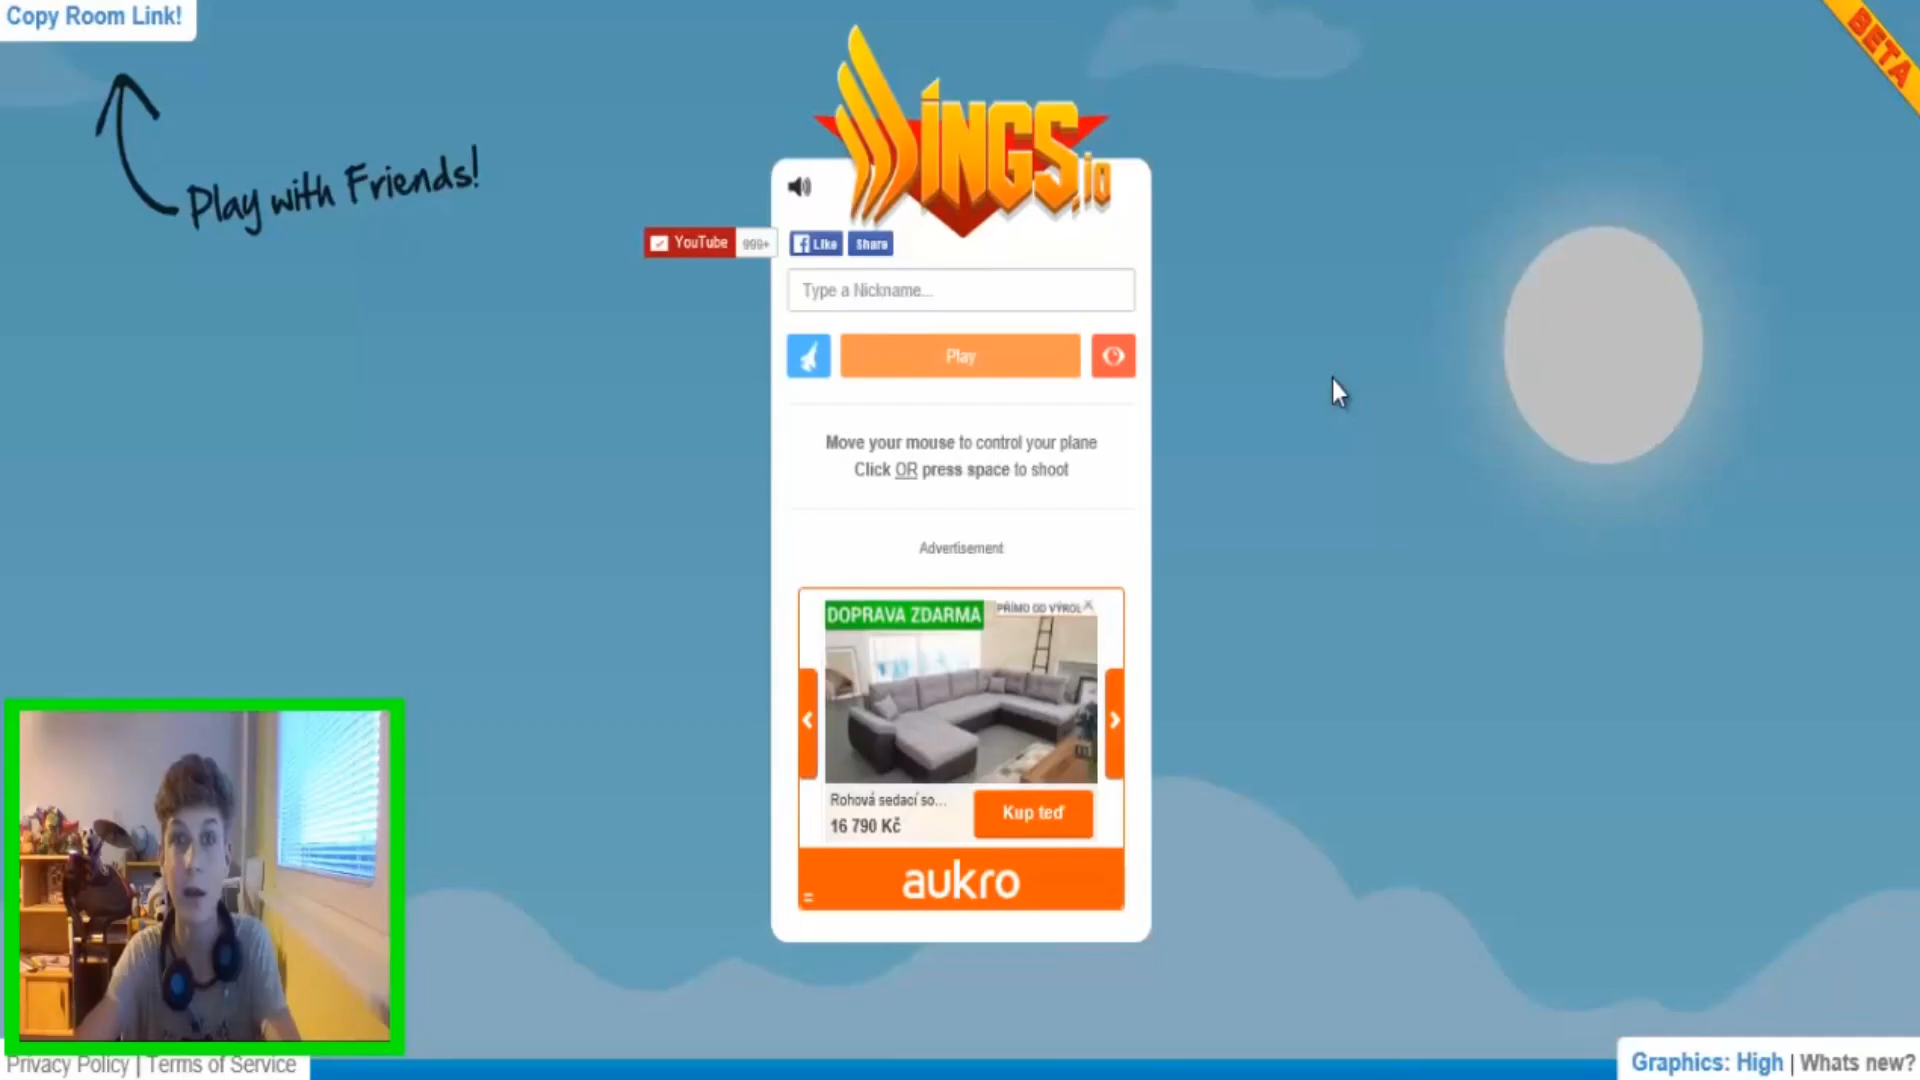 Copy Room Link!
BETA
Play with Friends!
WiNGS.io
YouTube 999+
Like Share
Type a Nickname...
Play
Move your mouse to control your plane
Click OR press space to shoot
Advertisement
DOPRAVA ZDARMA
PŘÍMO OD VÝROL
Rohová sedací so...
16 790 Kč
Kup teď
aukro
Privacy Policy | Terms of Service
Graphics: High | Whats new?